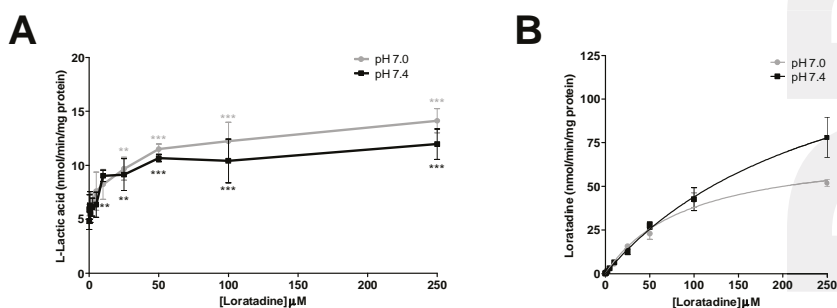 A
L-Lactic acid (nmol/min/mg protein)
20
15
10
5
0
0 50 100 150 200 250
[Loratadine]µM
pH 7.0
pH 7.4
** *** *** ***
** ** *** *** ***
B
Loratadine (nmol/min/mg protein)
125
100
75
50
25
0
0 50 100 150 200 250
[Loratadine]µM
pH 7.0
pH 7.4